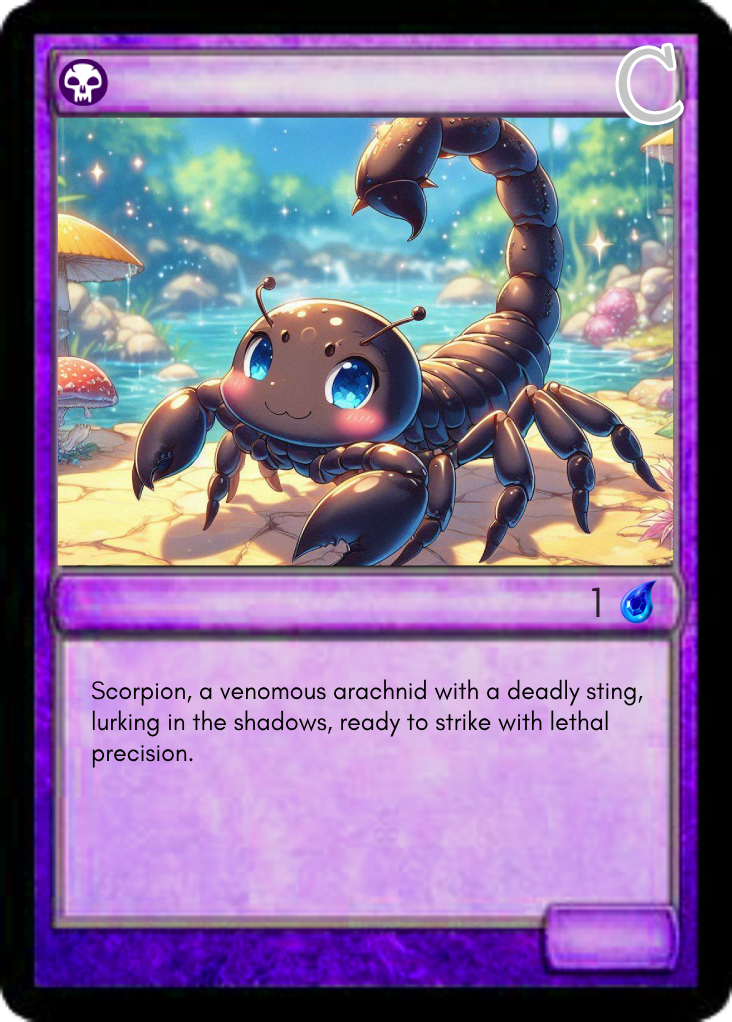 C
1
Scorpion, a venomous arachnid with a deadly sting,
lurking in the shadows, ready to strike with lethal
precision.